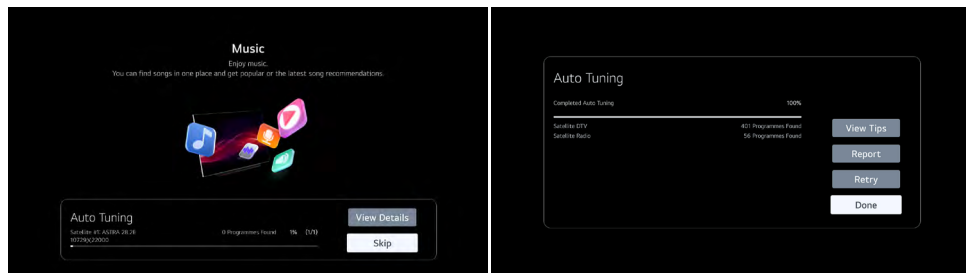 Music
Enjoy music.
You can find songs in one place and get popular or the latest song recommendations.
Auto Tuning
View Details
Satellite #1: ASTRA 28.2E
0 Programmes Found 1% (1/1)
10729(X)22000
Skip
Auto Tuning
Completed Auto Tuning 100%
Satellite DTV 401 Programmes Found
Satellite Radio 56 Programmes Found
View Tips
Report
Retry
Done